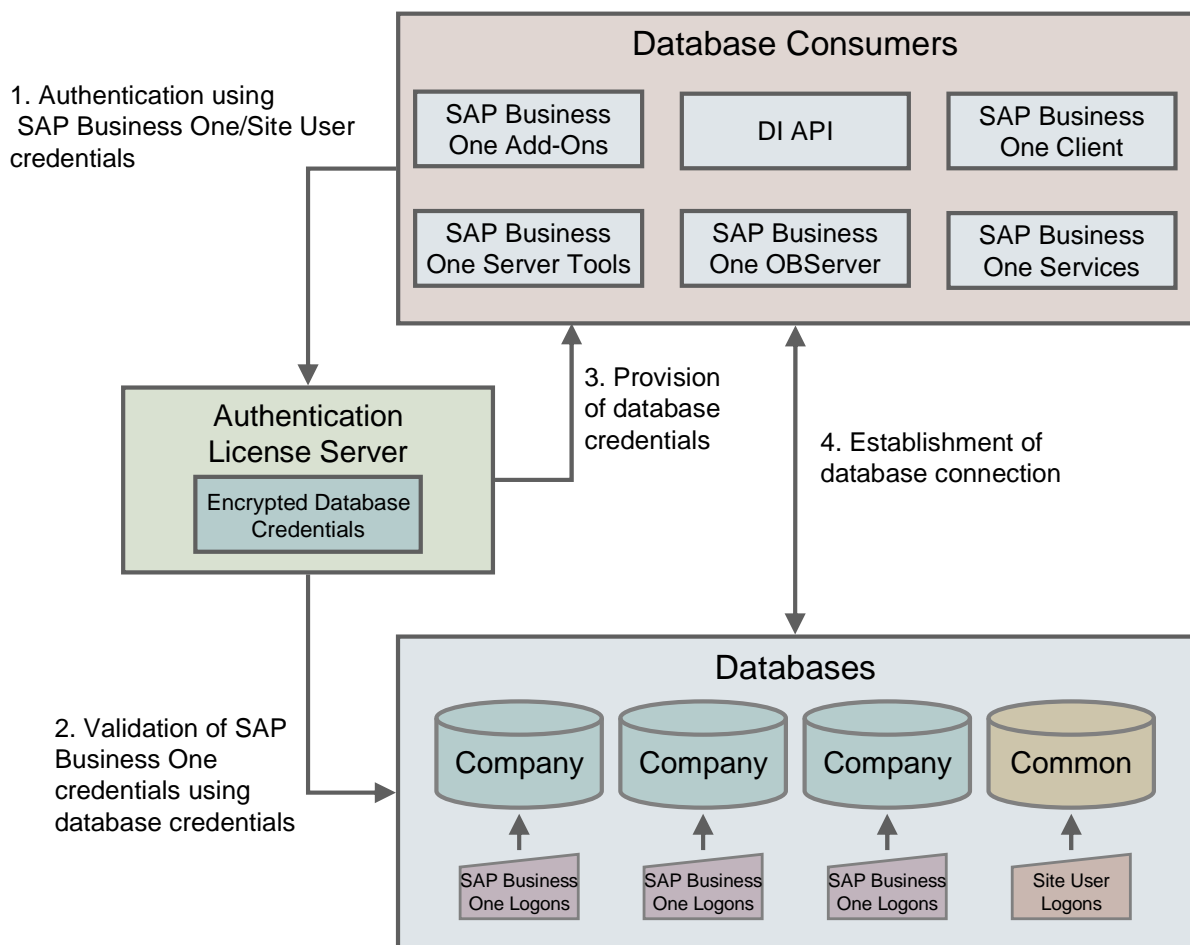 Database Consumers
1. Authentication using
SAP Business One/Site User
credentials
SAP Business
One Add-Ons
DI API
SAP Business
One Client
SAP Business
One Server Tools
SAP Business
One OBServer
SAP Business
One Services
3. Provision
of database
credentials
Authentication
License Server
Encrypted Database
Credentials
4. Establishment of
database connection
Databases
2. Validation of SAP
Business One
credentials using
database credentials
Company
Company
Company
Common
SAP Business
One Logons
SAP Business
One Logons
SAP Business
One Logons
Site User
Logons